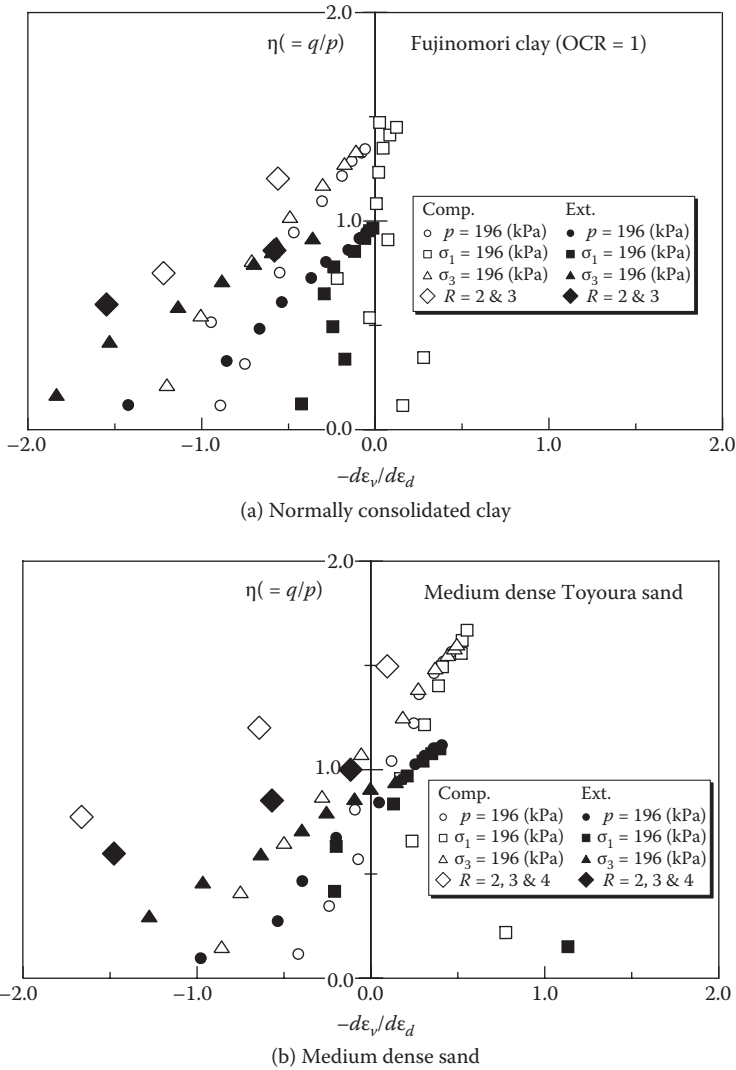 2.0
η( = q/p)
Fujinomori clay (OCR = 1)
1.0
Comp. Ext.
p = 196 (kPa) p = 196 (kPa)
σ1 = 196 (kPa) σ1 = 196 (kPa)
σ3 = 196 (kPa) σ3 = 196 (kPa)
R = 2 & 3 R = 2 & 3
0.0
−2.0 −1.0 0.0 1.0 2.0
−dεv/dεd
(a) Normally consolidated clay
2.0
η( = q/p)
Medium dense Toyoura sand
1.0
Comp. Ext.
p = 196 (kPa) p = 196 (kPa)
σ1 = 196 (kPa) σ1 = 196 (kPa)
σ3 = 196 (kPa) σ3 = 196 (kPa)
R = 2, 3 & 4 R = 2, 3 & 4
0.0
−2.0 −1.0 0.0 1.0 2.0
−dεv/dεd
(b) Medium dense sand